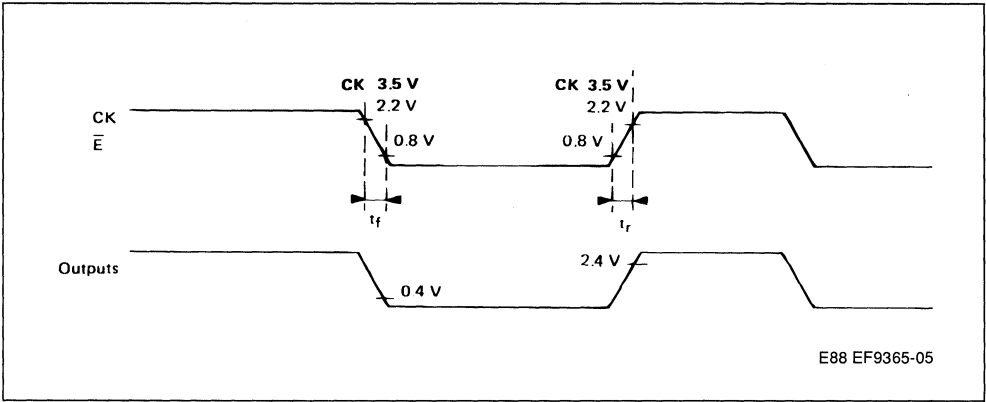 CK 3.5 V
CK 3.5 V
2.2 V
2.2 V
CK
E̅
0.8 V
0.8 V
tf
tr
Outputs
2.4 V
0 4 V
E88 EF9365-05